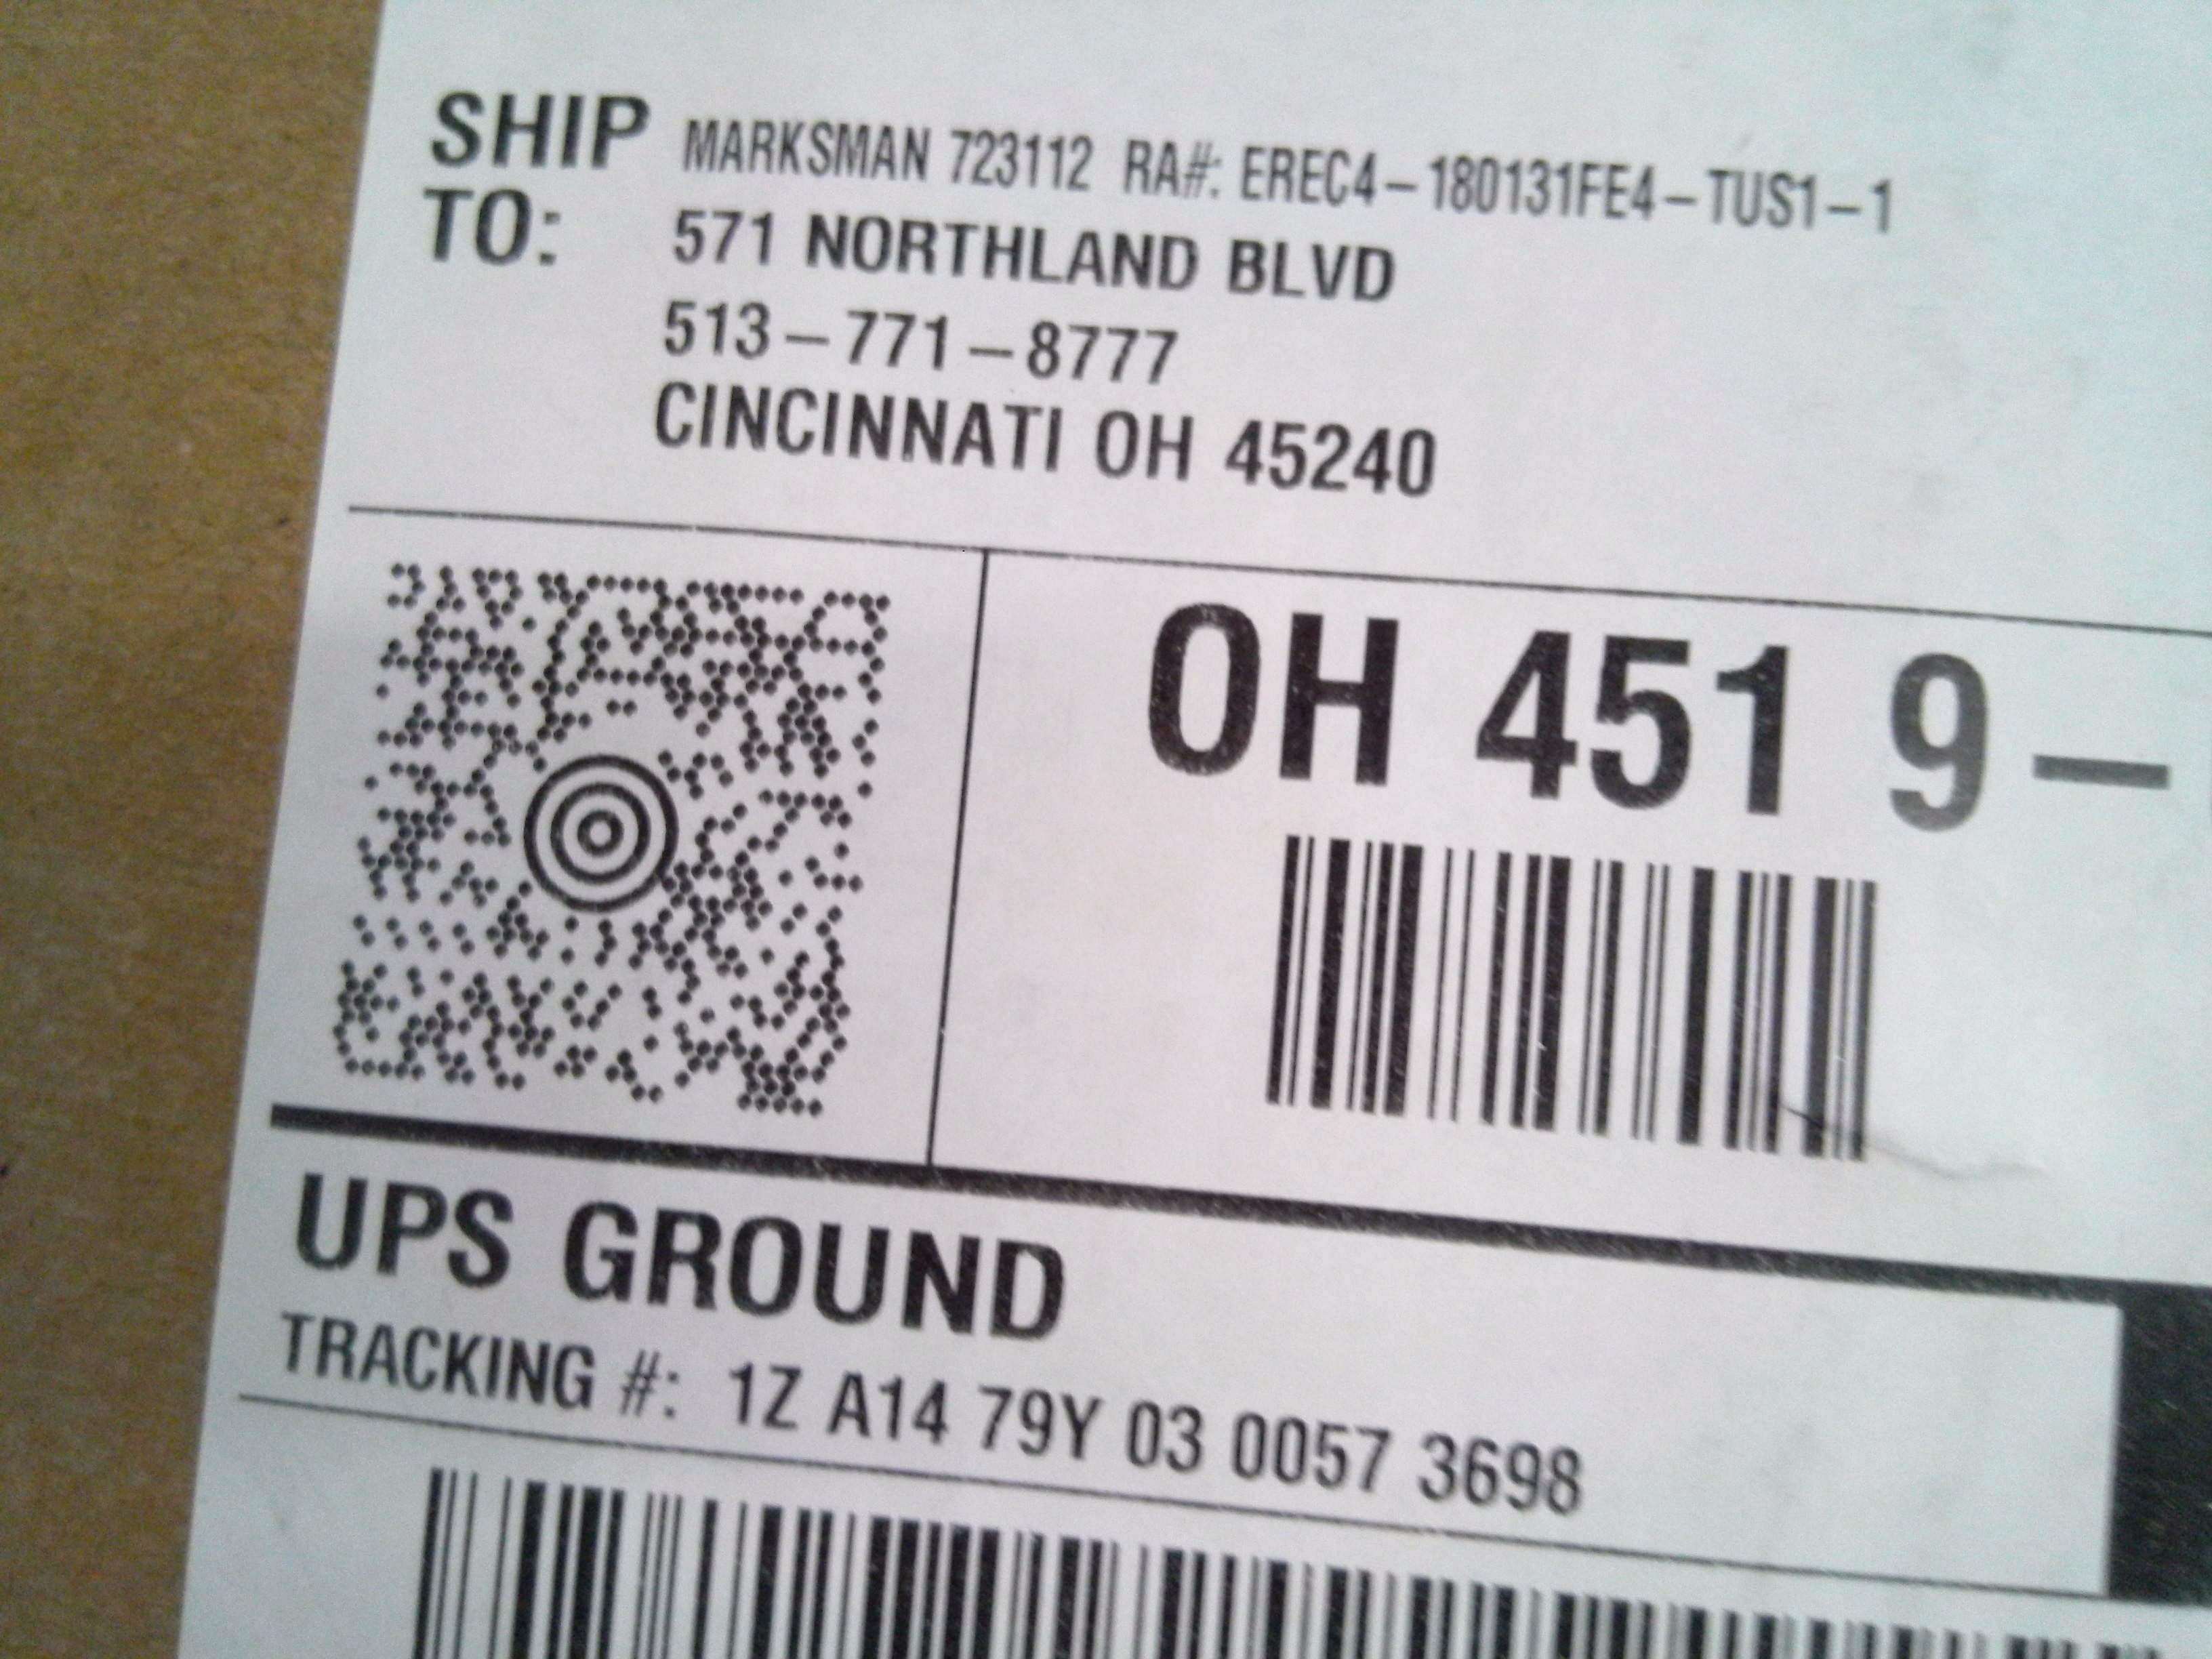 SHIP MARKSMAN 723112 RA#: EREC4-180131FE4-TUS1-1
TO: 571 NORTHLAND BLVD
513-771-8777
CINCINNATI OH 45240
OH 451 9-
UPS GROUND
TRACKING #: 1Z A14 79Y 03 0057 3698